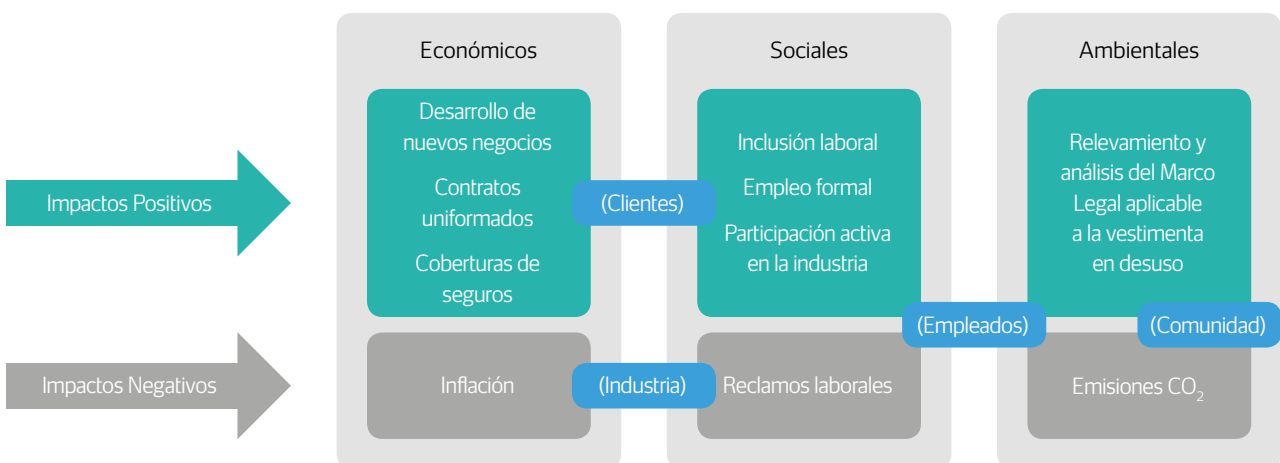 Económicos
Sociales
Ambientales
Impactos Positivos
Desarrollo de
nuevos negocios
Contratos
uniformados
Coberturas de
seguros
(Clientes)
Inclusión laboral
Empleo formal
Participación activa
en la industria
Relevamiento y
análisis del Marco
Legal aplicable
a la vestimenta
en desuso
(Empleados)
(Comunidad)
Impactos Negativos
Inflación
(Industria)
Reclamos laborales
Emisiones CO₂